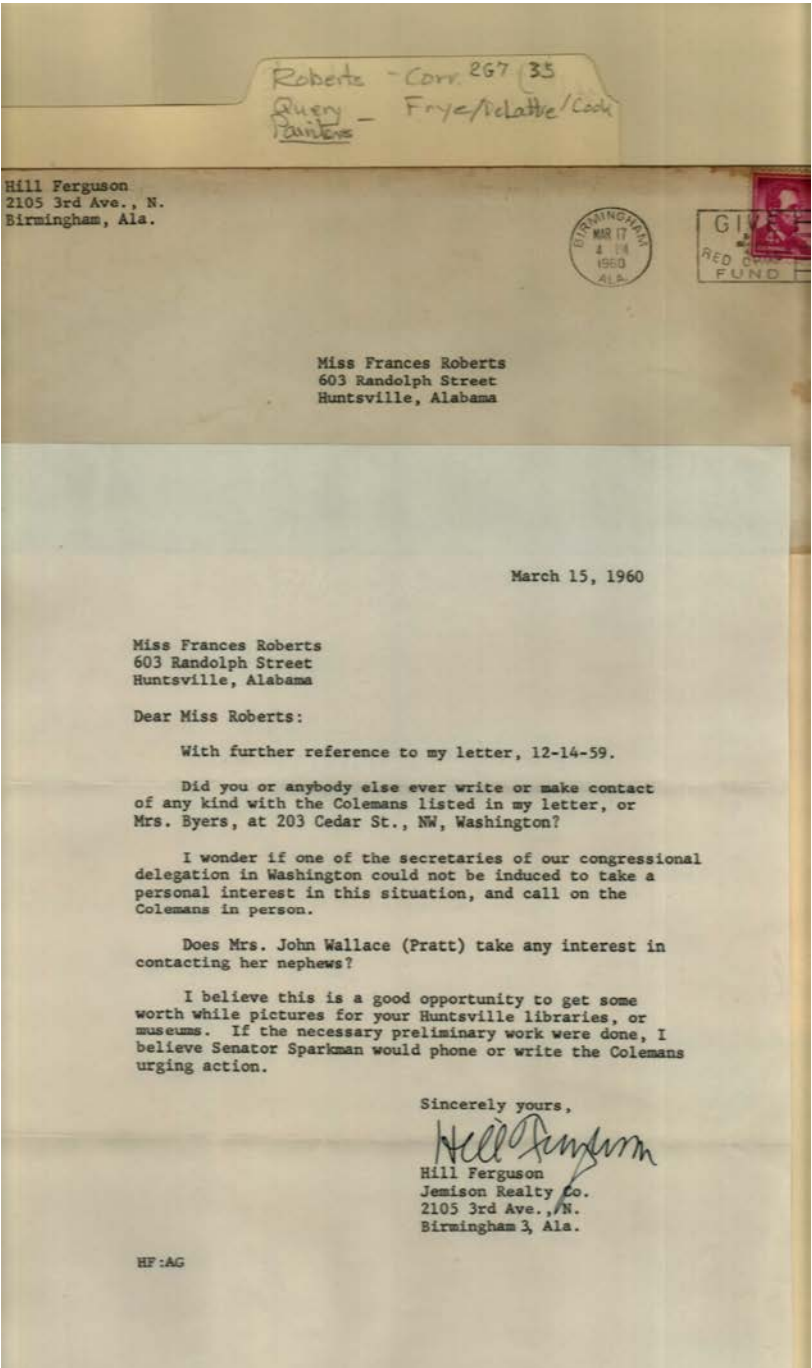 Roberts - Corr. 2G7 (35
Query - Frye/DeLattre/Cook
Painters
Hill Ferguson
2105 3rd Ave., N.
Birmingham, Ala.
BIRMINGHAM
MAR 17
4
1960
ALA.
GIVE
RED
FUND
Miss Frances Roberts
603 Randolph Street
Huntsville, Alabama
March 15, 1960
Miss Frances Roberts
603 Randolph Street
Huntsville, Alabama
Dear Miss Roberts:
With further reference to my letter, 12-14-59.
Did you or anybody else ever write or make contact
of any kind with the Colemans listed in my letter, or
Mrs. Byers, at 203 Cedar St., NW, Washington?
I wonder if one of the secretaries of our congressional
delegation in Washington could not be induced to take a
personal interest in this situation, and call on the
Colemans in person.
Does Mrs. John Wallace (Pratt) take any interest in
contacting her nephews?
I believe this is a good opportunity to get some
worth while pictures for your Huntsville libraries, or
museums. If the necessary preliminary work were done, I
believe Senator Sparkman would phone or write the Colemans
urging action.
Sincerely yours,
Hill Ferguson
Hill Ferguson
Jemison Realty Co.
2105 3rd Ave., N.
Birmingham 3, Ala.
HF:AG